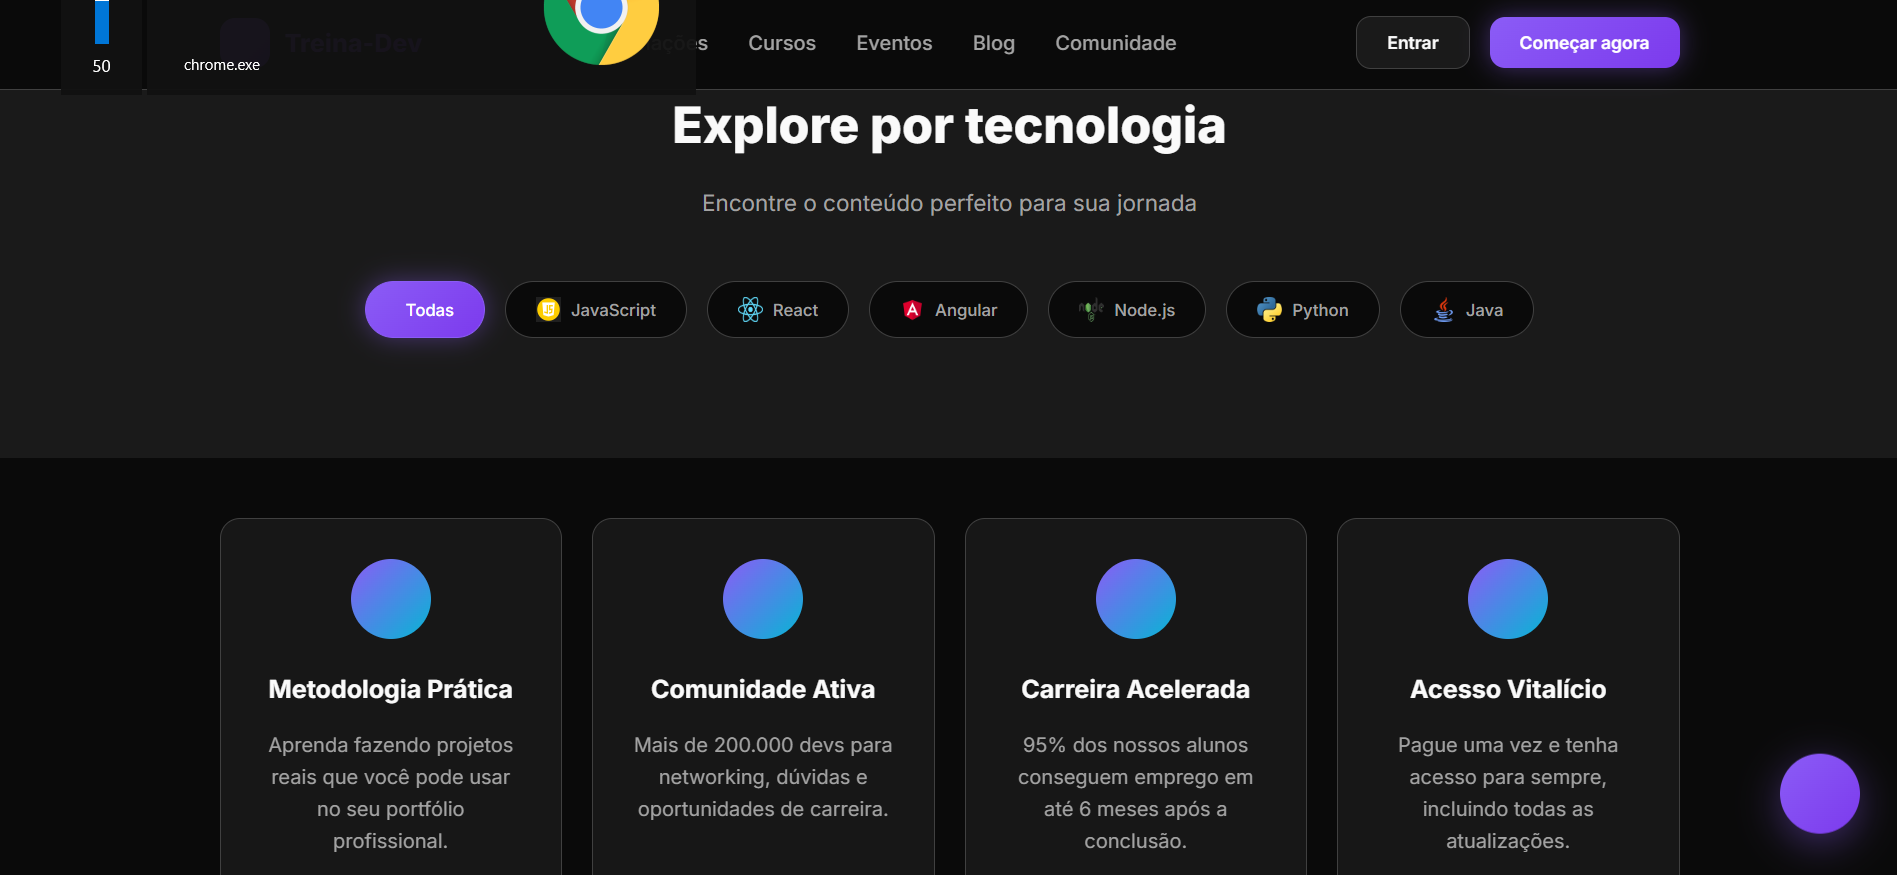 50
chrome.exe
Treina-Dev
Cursos
Eventos
Blog
Comunidade
Entrar
Começar agora
Explore por tecnologia
Encontre o conteúdo perfeito para sua jornada
Todas
JavaScript
React
Angular
Node.js
Python
Java
Metodologia Prática
Aprenda fazendo projetos
reais que você pode usar
no seu portfólio
profissional.
Comunidade Ativa
Mais de 200.000 devs para
networking, dúvidas e
oportunidades de carreira.
Carreira Acelerada
95% dos nossos alunos
conseguem emprego em
até 6 meses após a
conclusão.
Acesso Vitalício
Pague uma vez e tenha
acesso para sempre,
incluindo todas as
atualizações.